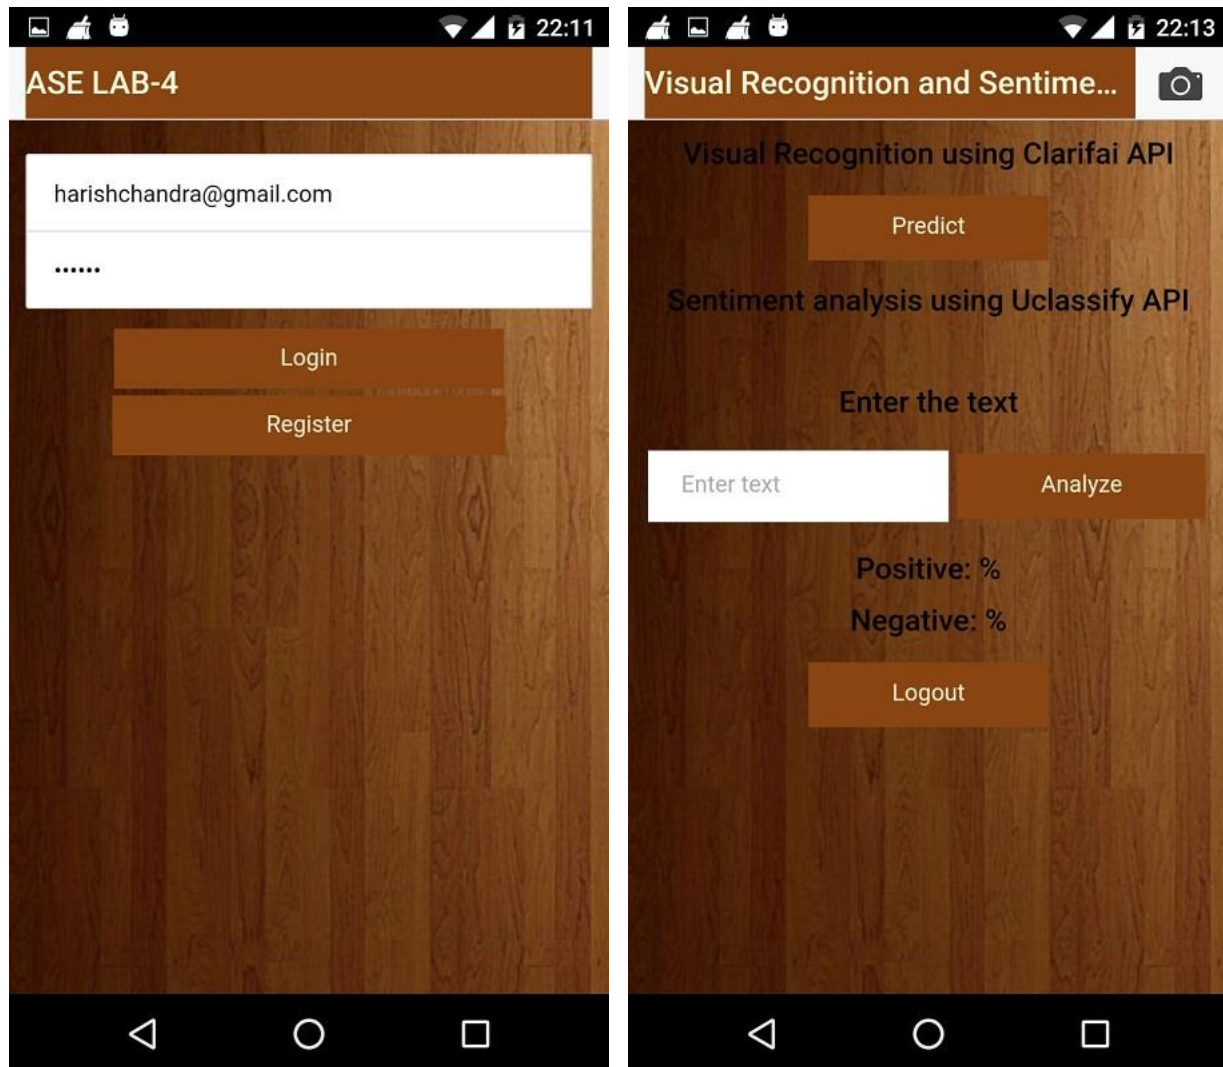 22:11
ASE LAB-4
harishchandra@gmail.com
••••••
Login
Register
22:13
Visual Recognition and Sentime...
Visual Recognition using Clarifai API
Predict
Sentiment analysis using Uclassify API
Enter the text
Enter text
Analyze
Positive: %
Negative: %
Logout